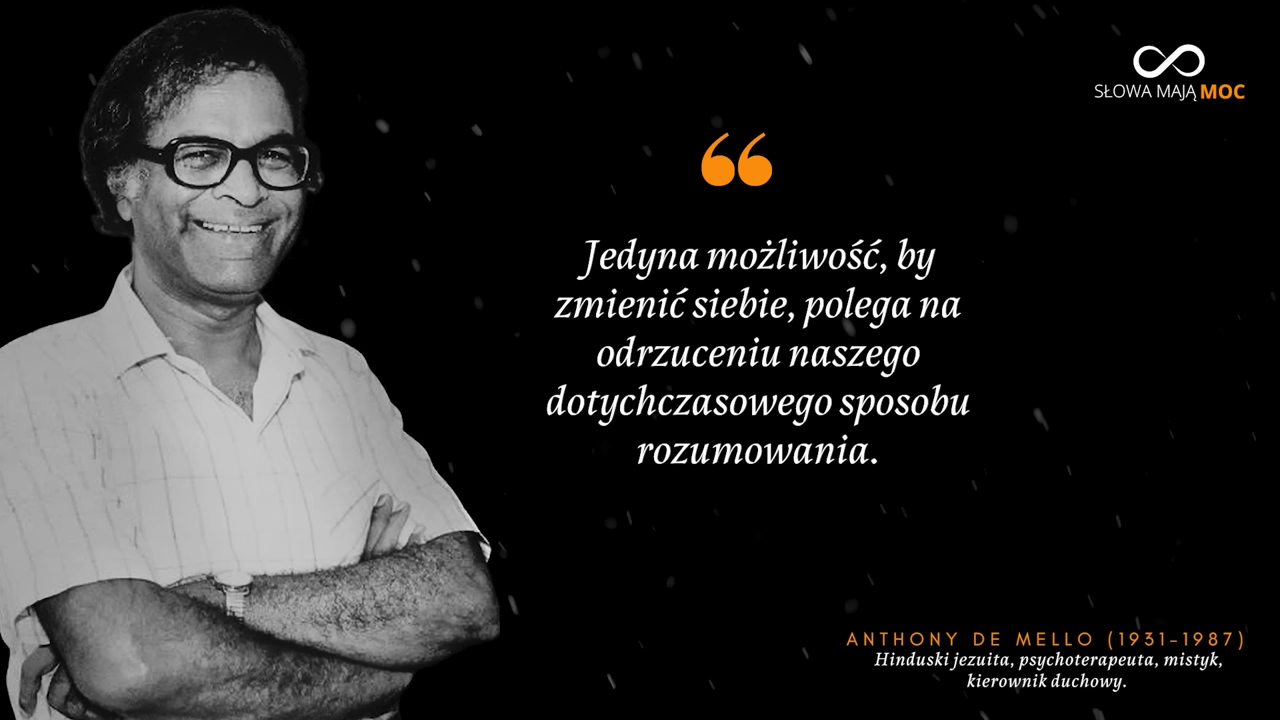 SŁOWA MAJĄ MOC
“
Jedyna możliwość, by
zmienić siebie, polega na
odrzuceniu naszego
dotychczasowego sposobu
rozumowania.
ANTHONY DE MELLO (1931-1987)
Hinduski jezuita, psychoterapeuta, mistyk,
kierownik duchowy.